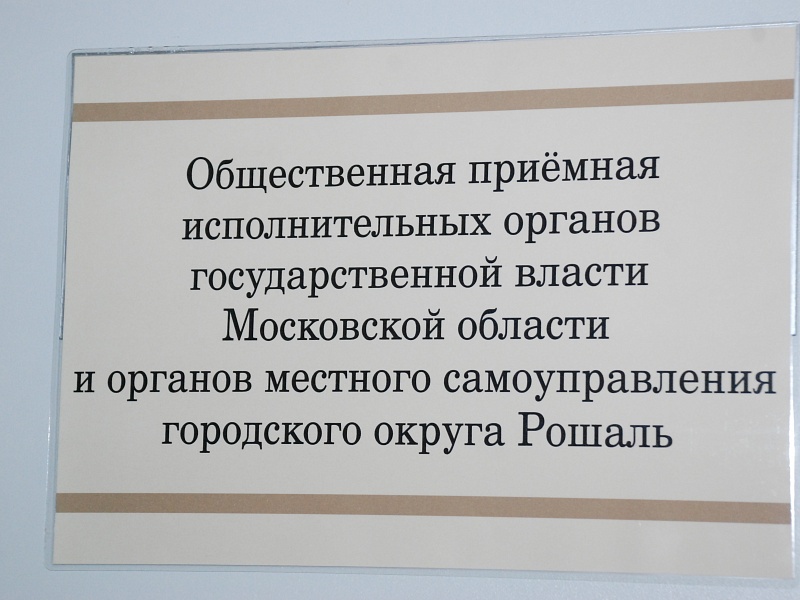 Общественная приёмная
исполнительных органов
государственной власти
Московской области
и органов местного самоуправления
городского округа Рошаль